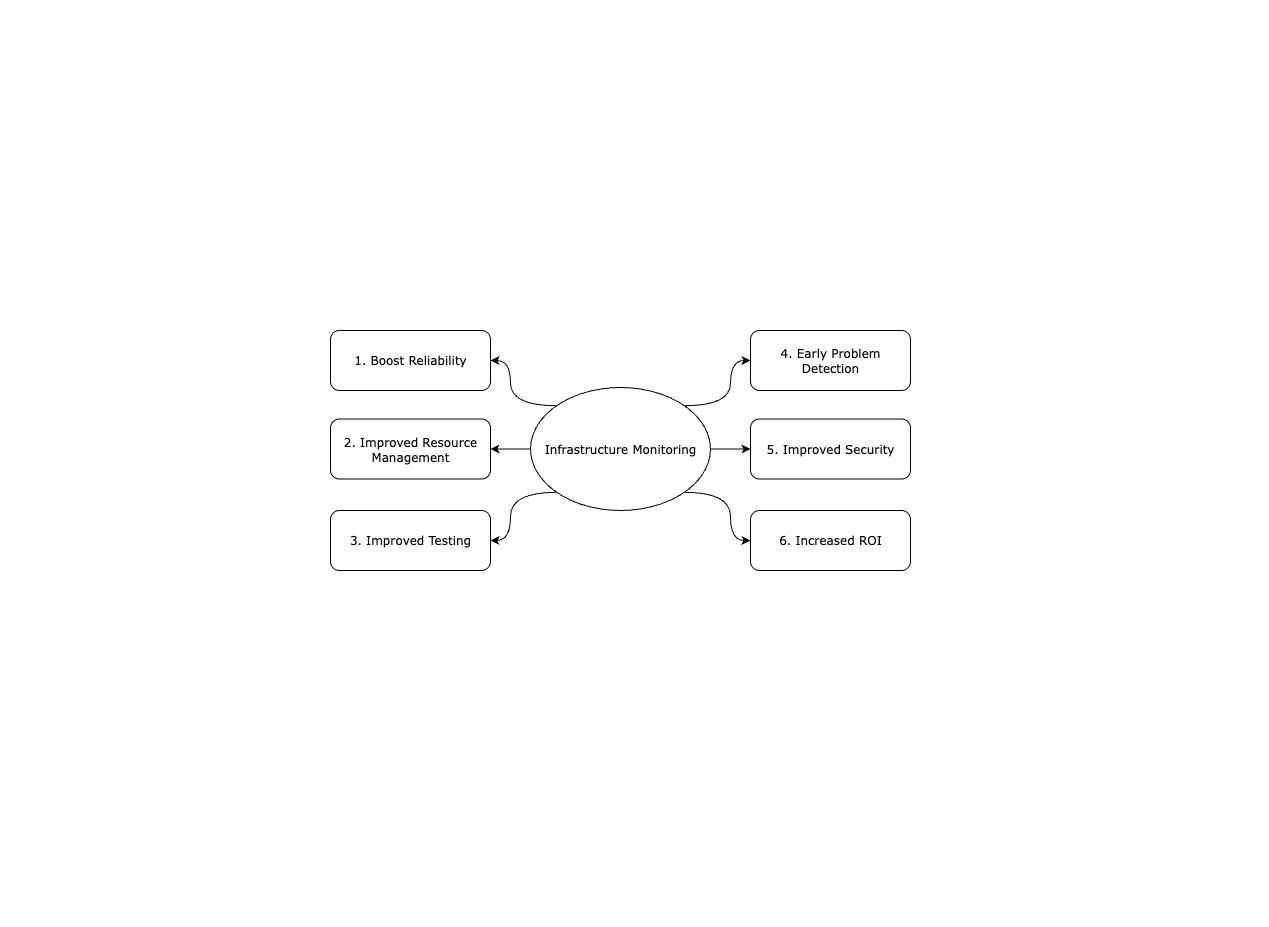 1. Boost Reliability
2. Improved Resource
Management
3. Improved Testing
Infrastructure Monitoring
4. Early Problem
Detection
5. Improved Security
6. Increased ROI